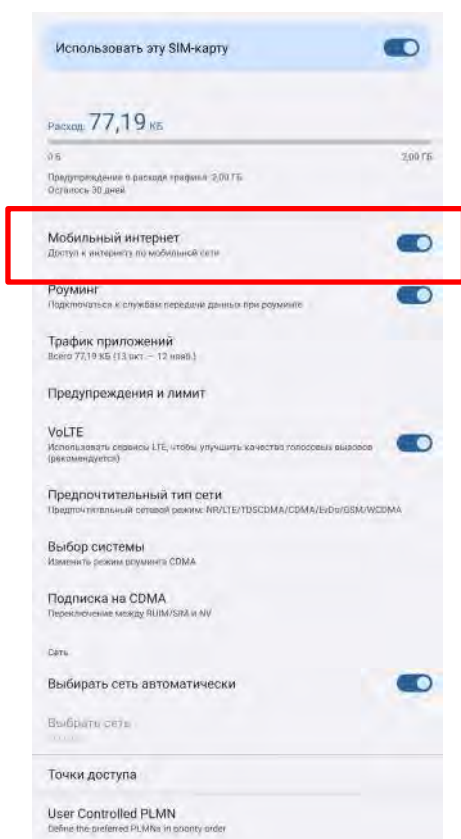 Использовать эту SIM-карту
Расход: 77,19 КБ
0 Б 2,00 ГБ
Предупреждение о расходе трафика: 2,00 ГБ
Осталось 30 дней
Мобильный интернет
Доступ к интернету по мобильной сети
Роуминг
Подключаться к службам передачи данных при роуминге
Трафик приложений
Всего 77,19 КБ (13 окт. – 12 нояб.)
Предупреждения и лимит
VoLTE
Использовать сервисы LTE, чтобы улучшить качество голосовых вызовов
(рекомендуется)
Предпочтительный тип сети
Предпочтительный сетевой режим: NR/LTE/TDSCDMA/CDMA/EvDo/GSM/WCDMA
Выбор системы
Изменить режим роуминга CDMA
Подписка на CDMA
Переключение между RUIM/SIM и NV
Сеть
Выбирать сеть автоматически
Выбрать сеть
Точки доступа
User Controlled PLMN
Define the preferred PLMNs in priority order